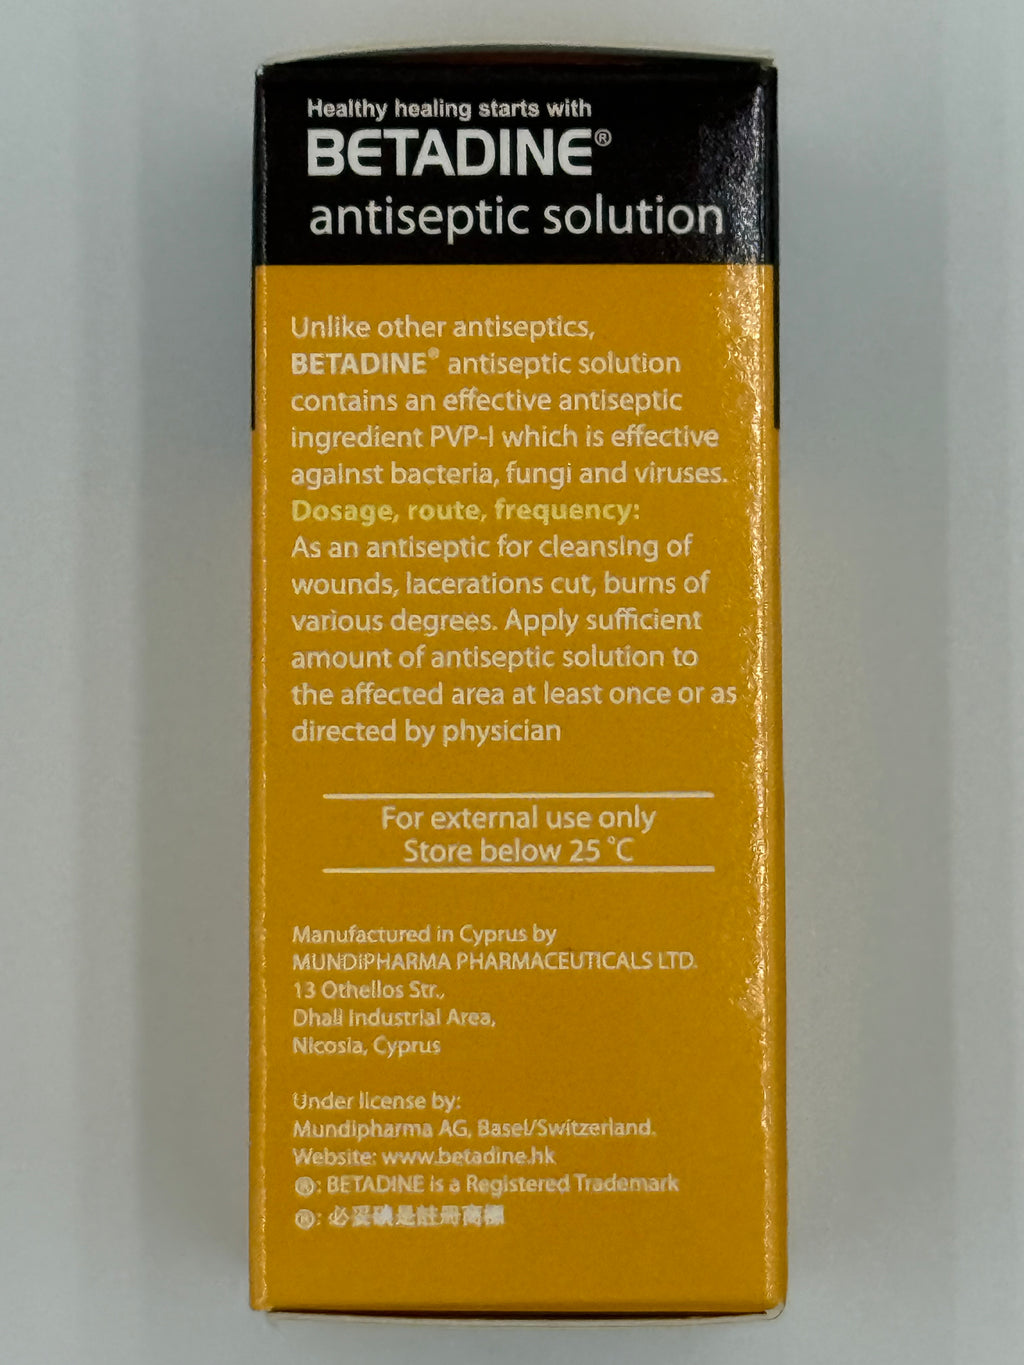 Healthy healing starts with
BETADINE®
antiseptic solution
Unlike other antiseptics,
BETADINE® antiseptic solution
contains an effective antiseptic
ingredient PVP-I which is effective
against bacteria, fungi and viruses.
Dosage, route, frequency:
As an antiseptic for cleansing of
wounds, lacerations cut, burns of
various degrees. Apply sufficient
amount of antiseptic solution to
the affected area at least once or as
directed by physician
For external use only
Store below 25 °C
Manufactured in Cyprus by
MUNDIPHARMA PHARMACEUTICALS LTD.
13 Othellos Str.,
Dhali Industrial Area,
Nicosia, Cyprus
Under license by:
Mundipharma AG, Basel/Switzerland.
Website: www.betadine.hk
®: BETADINE is a Registered Trademark
®: 必妥碘是註冊商標